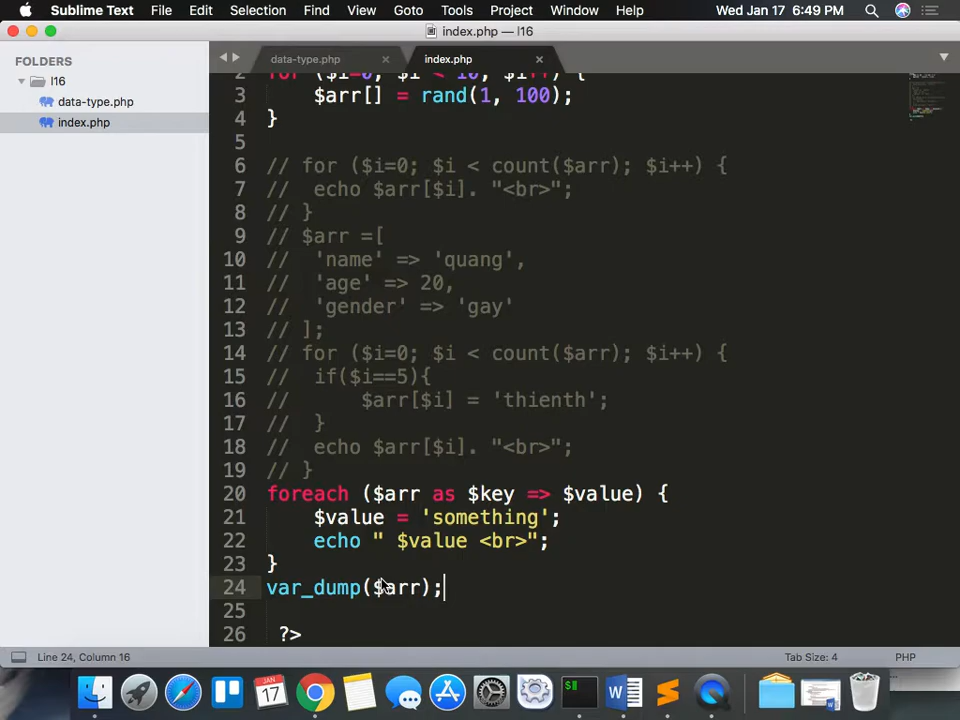 Sublime Text File Edit Selection Find View Goto Tools Project Window Help Wed Jan 17 6:49 PM
index.php — l16
FOLDERS
l16
data-type.php
index.php
data-type.php
index.php
2 for ($i=0; $i < 10; $i++) {
3 $arr[] = rand(1, 100);
4 }
5
6 // for ($i=0; $i < count($arr); $i++) {
7 // echo $arr[$i]. "<br>";
8 // }
9 // $arr =[
10 // 'name' => 'quang',
11 // 'age' => 20,
12 // 'gender' => 'gay'
13 // ];
14 // for ($i=0; $i < count($arr); $i++) {
15 // if($i==5){
16 // $arr[$i] = 'thienth';
17 // }
18 // echo $arr[$i]. "<br>";
19 // }
20 foreach ($arr as $key => $value) {
21 $value = 'something';
22 echo " $value <br>";
23 }
24 var_dump($arr);
25
26 ?>
Line 24, Column 16 Tab Size: 4 PHP
JAN
17